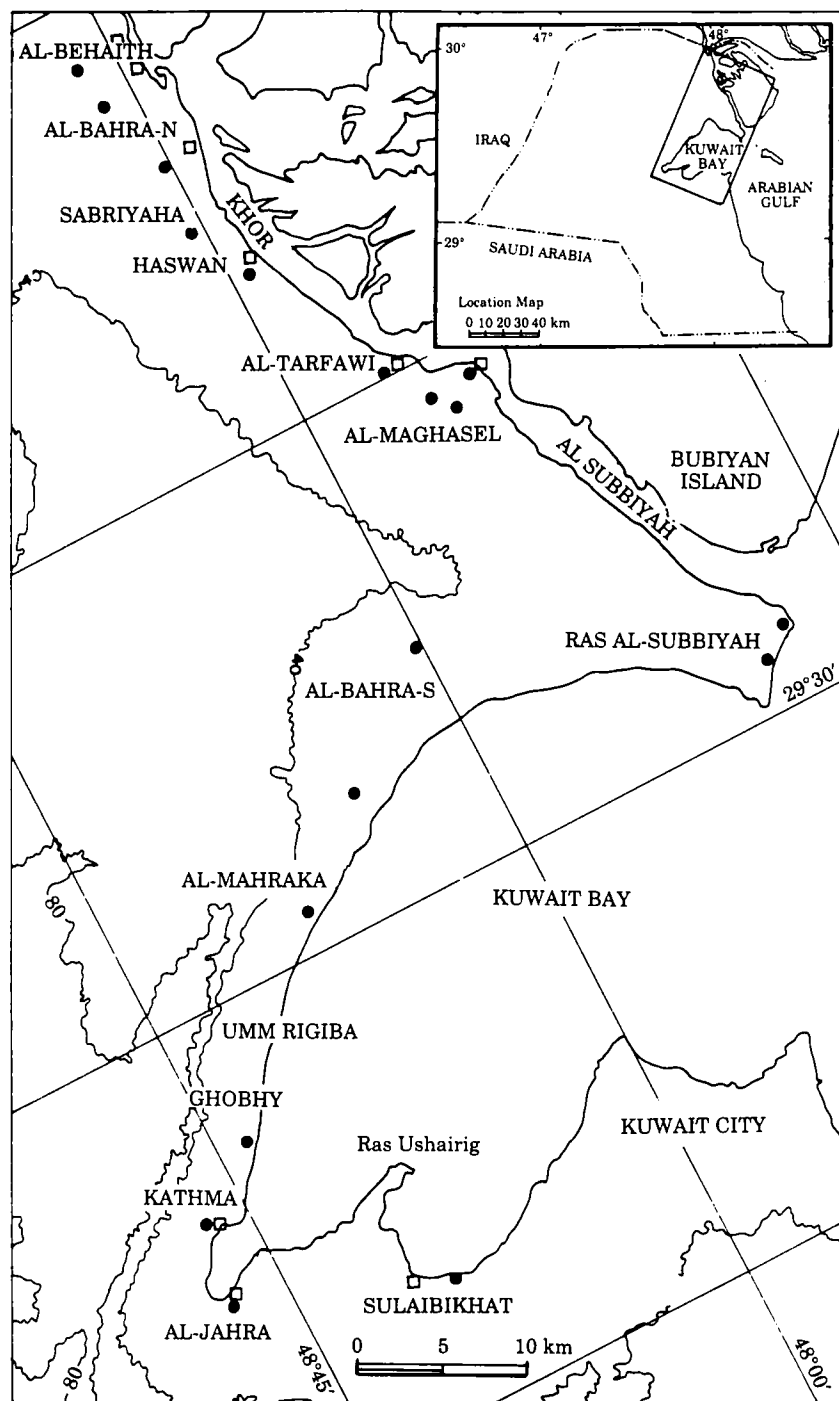 AL-BEHAITH
AL-BAHRA-N
SABRIYAHA
HASWAN
KHOR
AL-TARFAWI
AL-MAGHASEL
AL SUBBIYAH
BUBIYAN
ISLAND
RAS AL-SUBBIYAH
29°30'
40
AL-BAHRA-S
AL-MAHRAKA
80
KUWAIT BAY
UMM RIGIBA
GHOBHY
Ras Ushairig
KUWAIT CITY
KATHMA
SULAIBIKHAT
AL-JAHRA
0 5 10 km
80
48°45'
48°00'
30°
47°
48°
IRAQ
KUWAIT
BAY
ARABIAN
GULF
29°
SAUDI ARABIA
Location Map
0 10 20 30 40 km